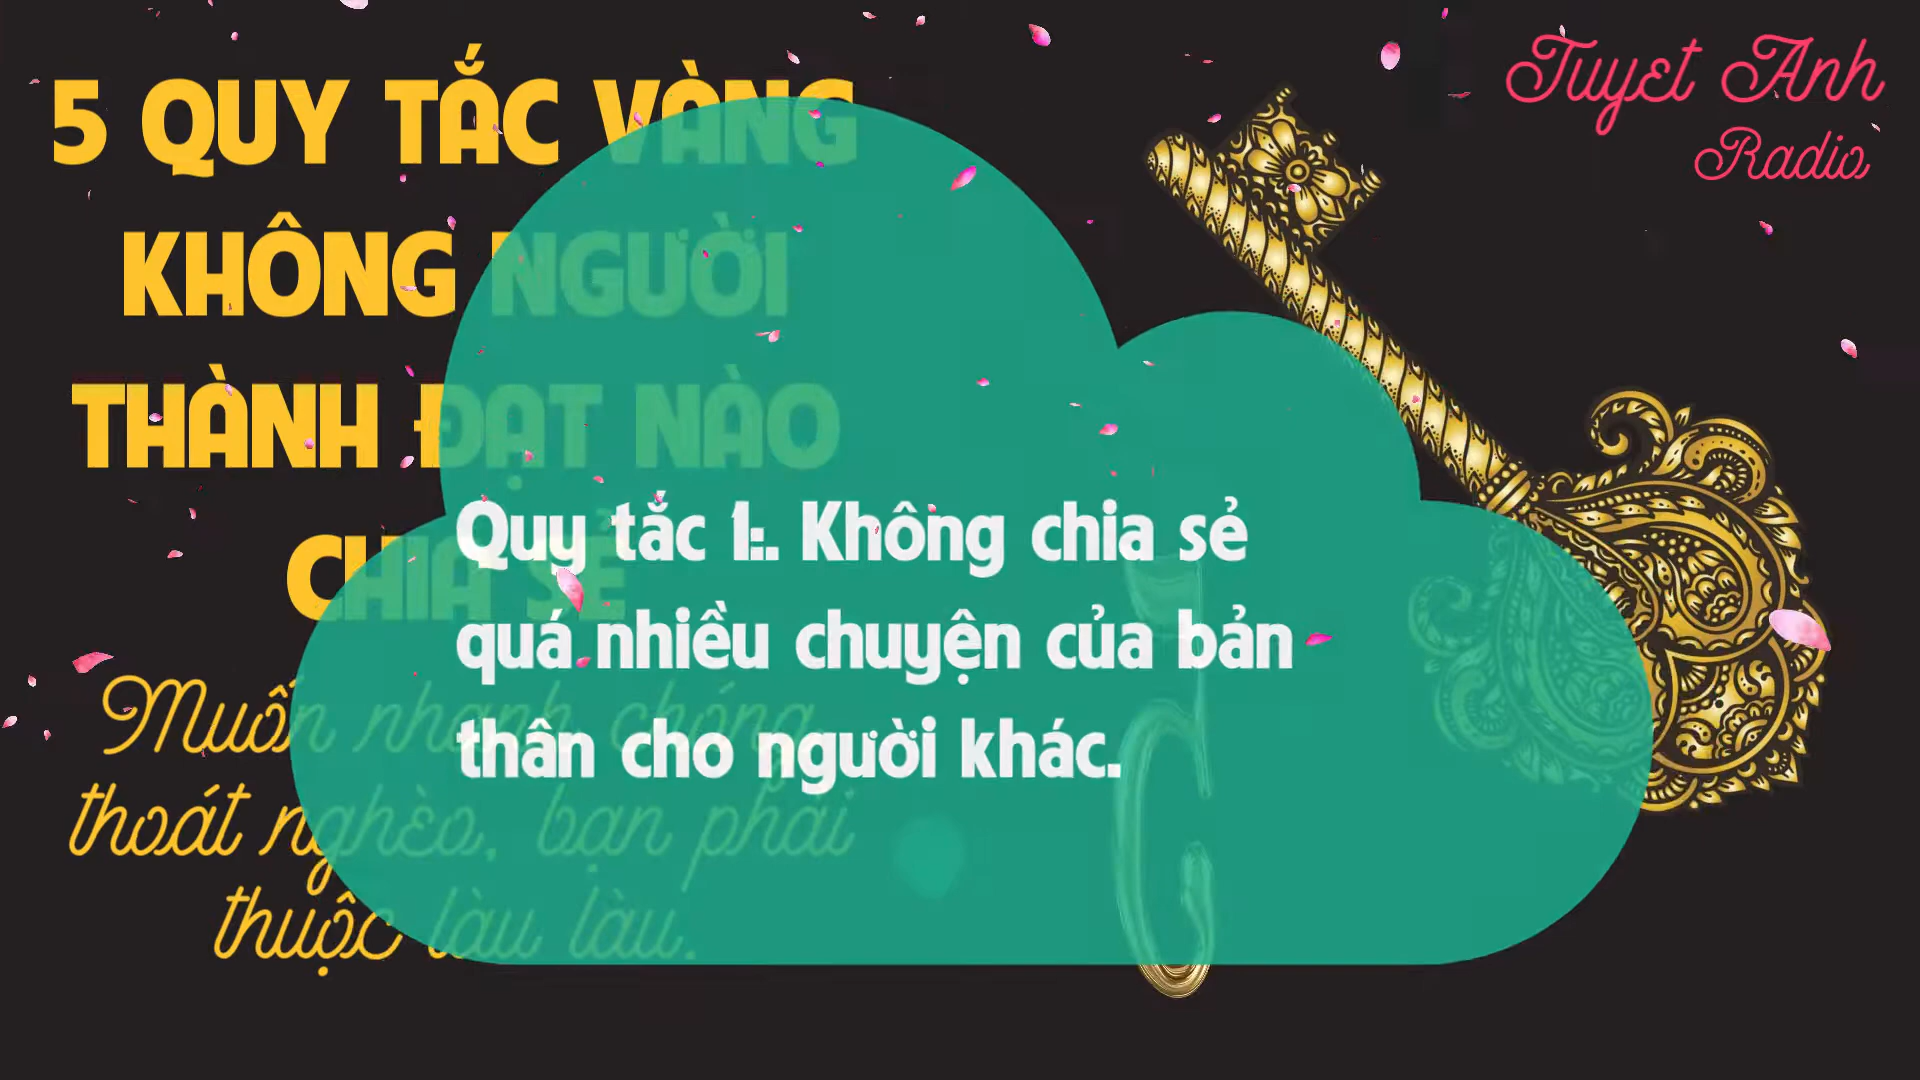 5 QUY TẮC VÀNG
KHÔNG NGƯỜI
THÀNH ĐẠT NÀO
CHIA SẺ
Muốn nhanh chóng
thoát nghèo, bạn phải
thuộc làu làu.
Tuyết Anh
Radio
Quy tắc 1:. Không chia sẻ
quá nhiều chuyện của bản
thân cho người khác.